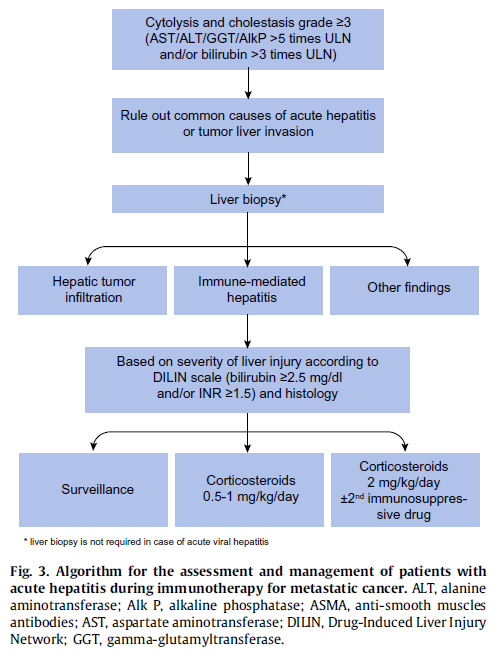 Cytolysis and cholestasis grade ≥3
(AST/ALT/GGT/AlkP >5 times ULN
and/or bilirubin >3 times ULN)
Rule out common causes of acute hepatitis
or tumor liver invasion
Liver biopsy*
Hepatic tumor
infiltration
Immune-mediated
hepatitis
Other findings
Based on severity of liver injury according to
DILIN scale (bilirubin ≥2.5 mg/dl
and/or INR ≥1.5) and histology
Surveillance
Corticosteroids
0.5-1 mg/kg/day
Corticosteroids
2 mg/kg/day
±2nd immunosuppres-
sive drug
* liver biopsy is not required in case of acute viral hepatitis
Fig. 3. Algorithm for the assessment and management of patients with
acute hepatitis during immunotherapy for metastatic cancer. ALT, alanine
aminotransferase; Alk P, alkaline phosphatase; ASMA, anti-smooth muscles
antibodies; AST, aspartate aminotransferase; DILIN, Drug-Induced Liver Injury
Network; GGT, gamma-glutamyltransferase.